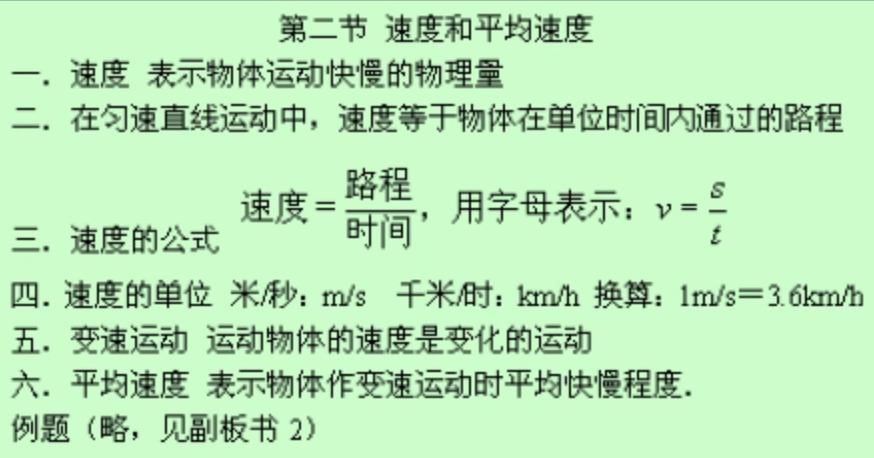 第二节 速度和平均速度
一．速度 表示物体运动快慢的物理量
二．在匀速直线运动中，速度等于物体在单位时间内通过的路程
三．速度的公式 速度＝路程/时间，用字母表示：v = s/t
四．速度的单位 米/秒：m/s 千米/时：km/h 换算：1m/s＝3.6km/h
五．变速运动 运动物体的速度是变化的运动
六．平均速度 表示物体作变速运动时平均快慢程度．
例题（略，见副板书 2）